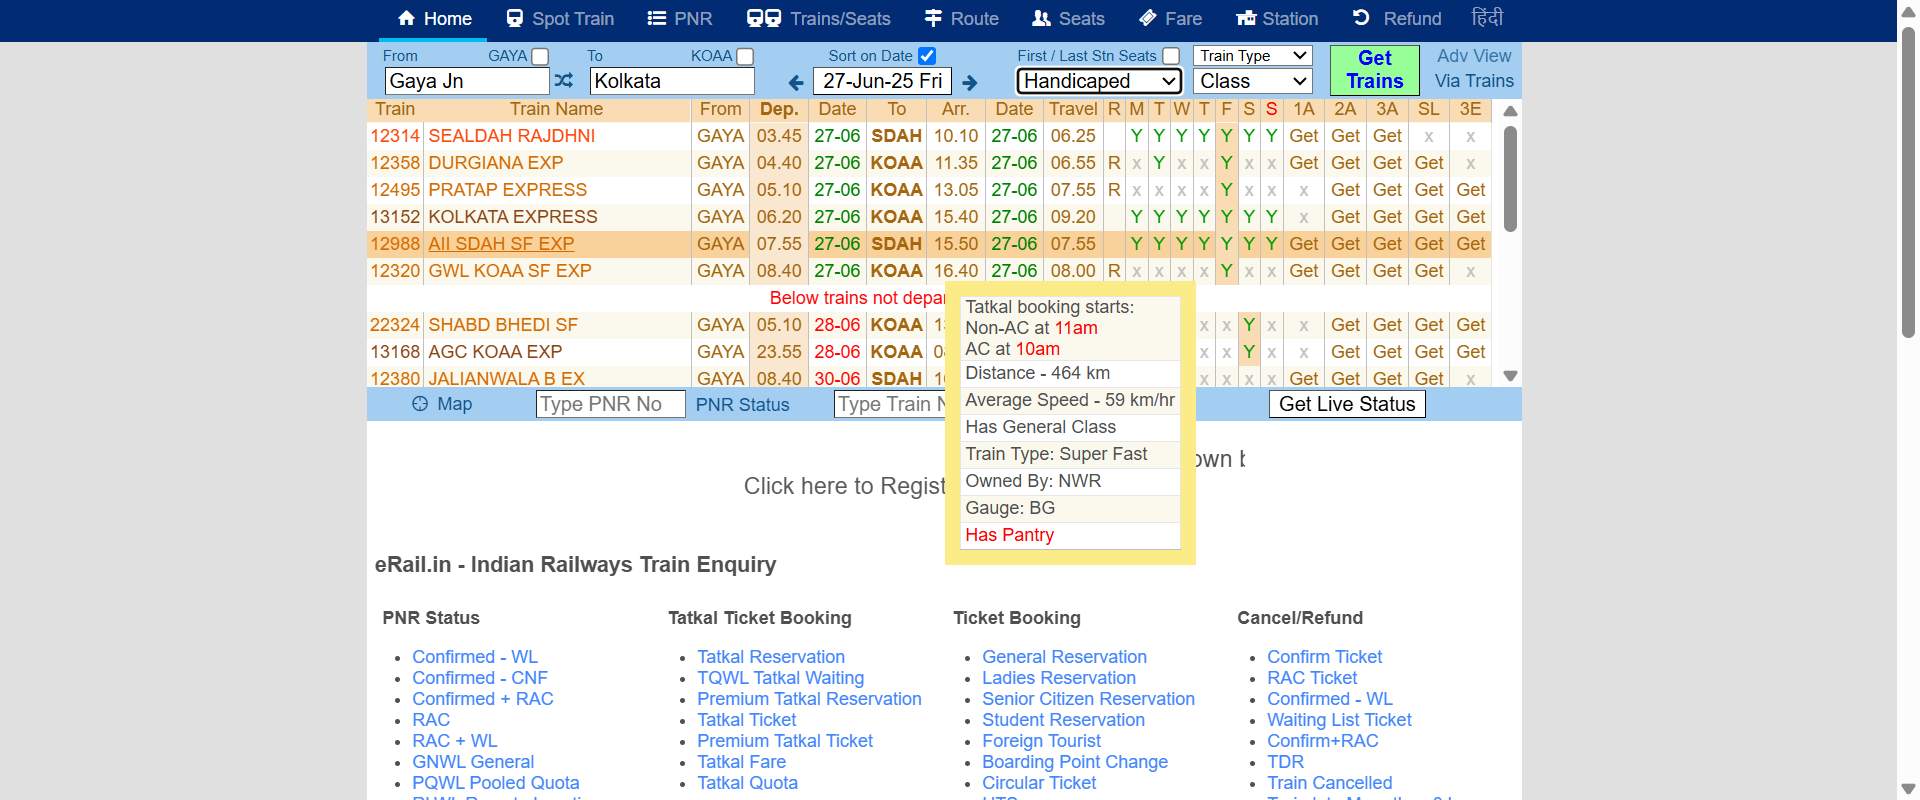 Home Spot Train PNR Trains/Seats Route Seats Fare Station Refund हिंदी
From GAYA To KOAA Sort on Date First / Last Stn Seats Train Type Get Trains Adv View
Gaya Jn Kolkata 27-Jun-25 Fri Handicaped Class Via Trains
Train Train Name From Dep. Date To Arr. Date Travel R M T W T F S S 1A 2A 3A SL 3E
12314 SEALDAH RAJDHNI GAYA 03.45 27-06 SDAH 10.10 27-06 06.25 Y Y Y Y Y Y Y Get Get Get x x
12358 DURGIANA EXP GAYA 04.40 27-06 KOAA 11.35 27-06 06.55 R x Y x x Y x x Get Get Get Get x
12495 PRATAP EXPRESS GAYA 05.10 27-06 KOAA 13.05 27-06 07.55 R x x x x Y x x x Get Get Get Get
13152 KOLKATA EXPRESS GAYA 06.20 27-06 KOAA 15.40 27-06 09.20 Y Y Y Y Y Y Y x Get Get Get Get
12988 AII SDAH SF EXP GAYA 07.55 27-06 SDAH 15.50 27-06 07.55 Y Y Y Y Y Y Y Get Get Get Get Get
12320 GWL KOAA SF EXP GAYA 08.40 27-06 KOAA 16.40 27-06 08.00 R x x x x Y x x Get Get Get Get x
Below trains not depa
22324 SHABD BHEDI SF GAYA 05.10 28-06 KOAA x x Y x x Get Get Get Get
13168 AGC KOAA EXP GAYA 23.55 28-06 KOAA x x Y x x Get Get Get Get
12380 JALIANWALA B EX GAYA 08.40 30-06 SDAH x x x x Get Get Get Get x
Tatkal booking starts:
Non-AC at 11am
AC at 10am
Distance - 464 km
Average Speed - 59 km/hr
Has General Class
Train Type: Super Fast
Owned By: NWR
Gauge: BG
Has Pantry
Map Type PNR No PNR Status Type Train Get Live Status
own
Click here to Regist
eRail.in - Indian Railways Train Enquiry
PNR Status Tatkal Ticket Booking Ticket Booking Cancel/Refund
Confirmed - WL Tatkal Reservation General Reservation Confirm Ticket
Confirmed - CNF TQWL Tatkal Waiting Ladies Reservation RAC Ticket
Confirmed + RAC Premium Tatkal Reservation Senior Citizen Reservation Confirmed - WL
RAC Tatkal Ticket Student Reservation Waiting List Ticket
RAC + WL Premium Tatkal Ticket Foreign Tourist Confirm+RAC
GNWL General Tatkal Fare Boarding Point Change TDR
PQWL Pooled Quota Tatkal Quota Circular Ticket Train Cancelled